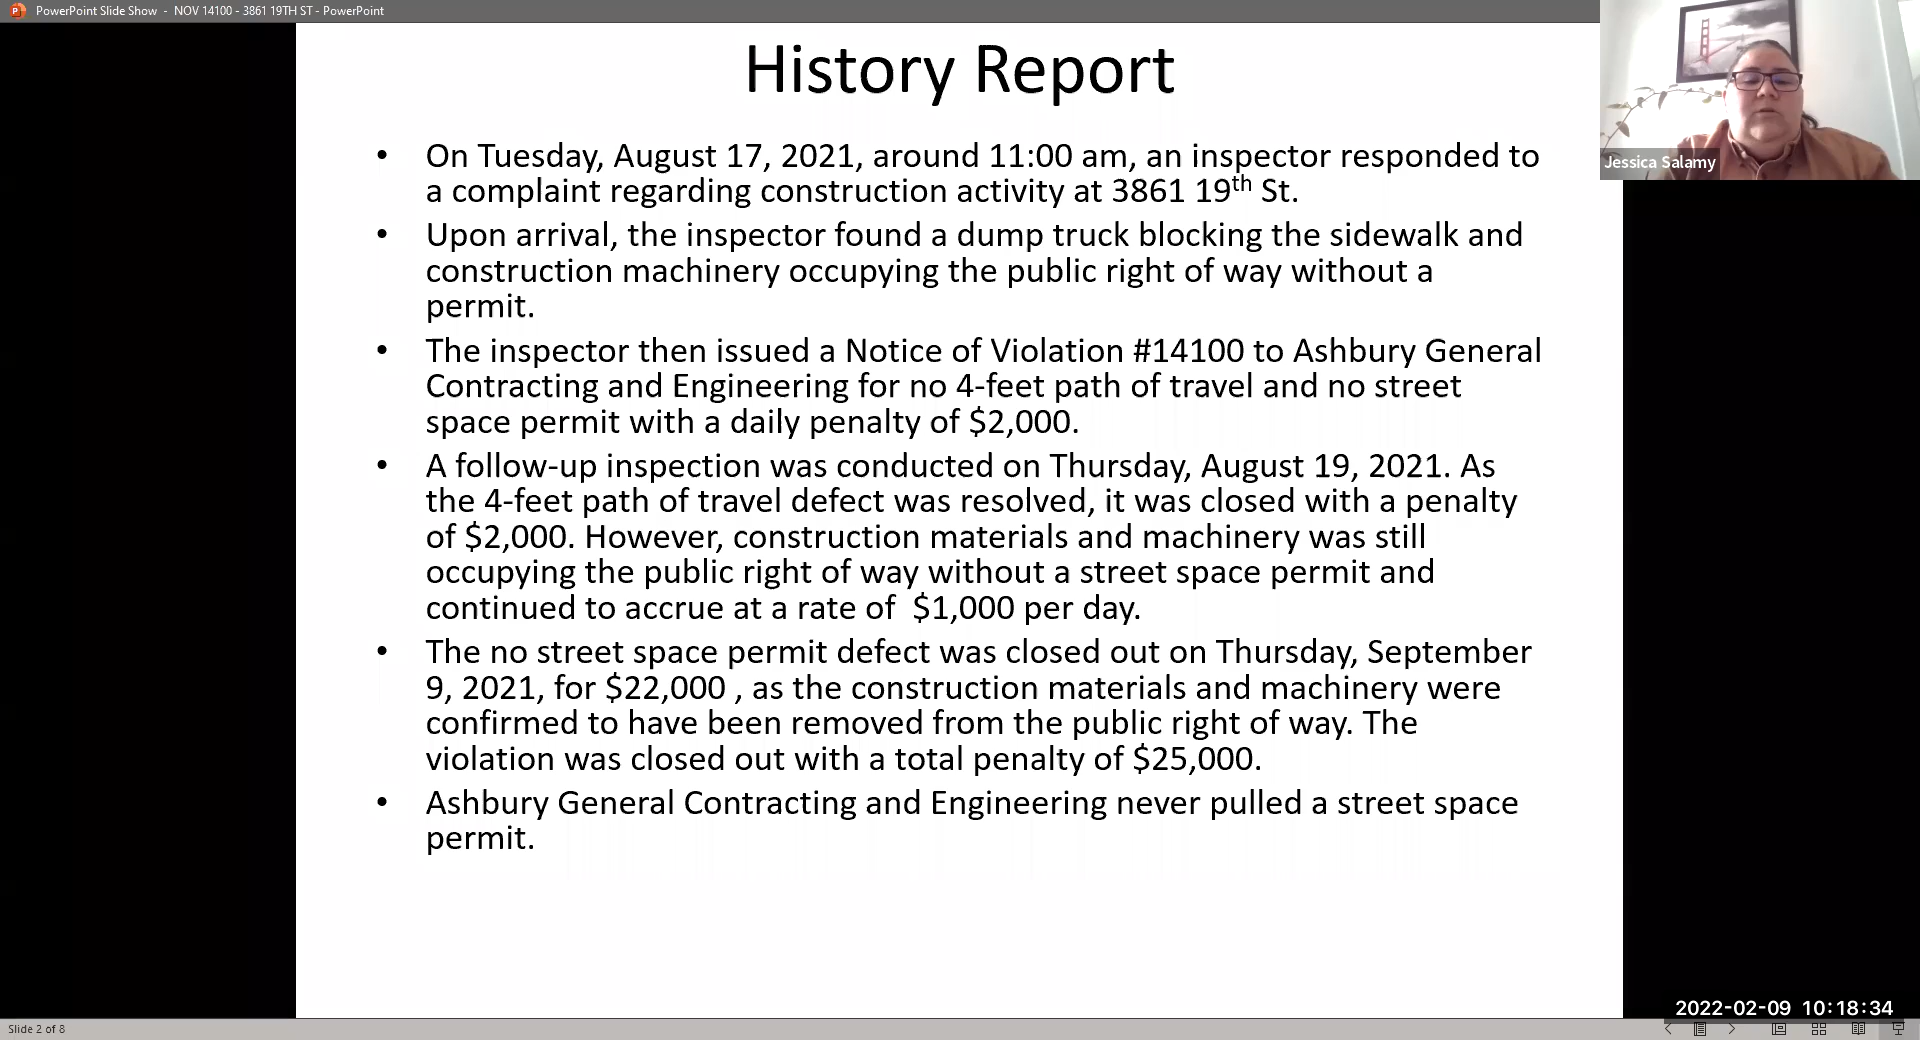 PowerPoint Slide Show - NOV 14100 - 3861 19TH ST - PowerPoint
History Report
• On Tuesday, August 17, 2021, around 11:00 am, an inspector responded to
a complaint regarding construction activity at 3861 19th St.
• Upon arrival, the inspector found a dump truck blocking the sidewalk and
construction machinery occupying the public right of way without a
permit.
• The inspector then issued a Notice of Violation #14100 to Ashbury General
Contracting and Engineering for no 4-feet path of travel and no street
space permit with a daily penalty of $2,000.
• A follow-up inspection was conducted on Thursday, August 19, 2021. As
the 4-feet path of travel defect was resolved, it was closed with a penalty
of $2,000. However, construction materials and machinery was still
occupying the public right of way without a street space permit and
continued to accrue at a rate of  $1,000 per day.
• The no street space permit defect was closed out on Thursday, September
9, 2021, for $22,000 , as the construction materials and machinery were
confirmed to have been removed from the public right of way. The
violation was closed out with a total penalty of $25,000.
• Ashbury General Contracting and Engineering never pulled a street space
permit.
Jessica Salamy
2022-02-09 10:18:34
Slide 2 of 8